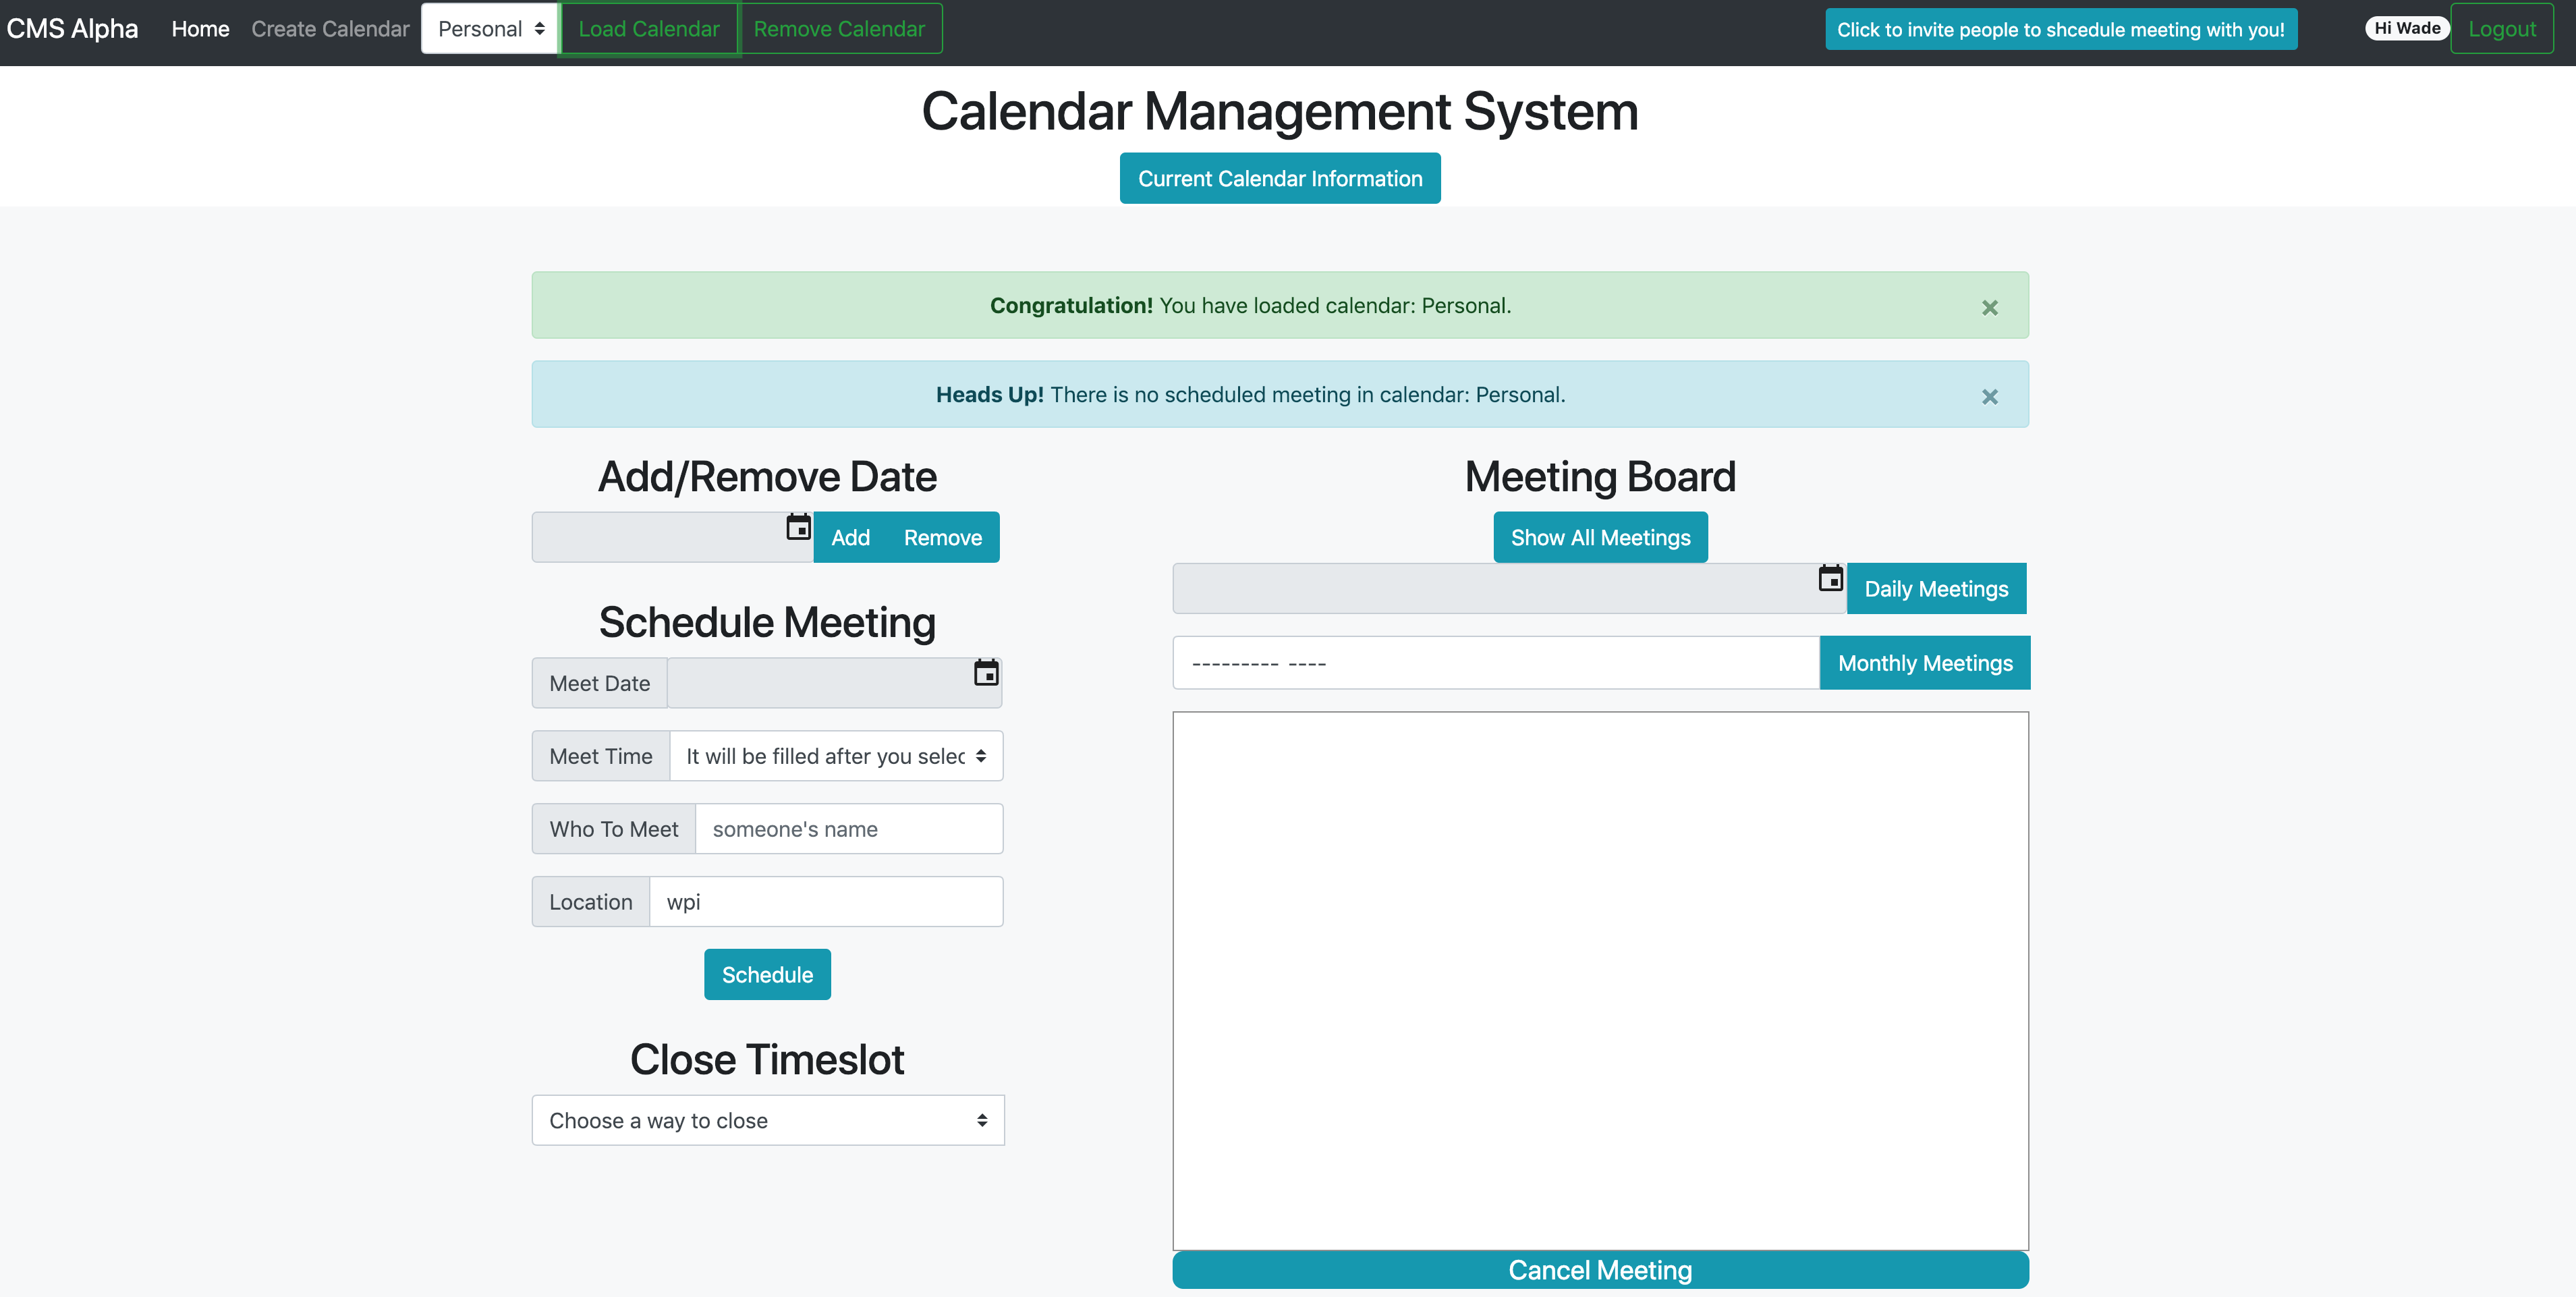 CMS Alpha Home Create Calendar Personal Load Calendar Remove Calendar Click to invite people to shcedule meeting with you! Hi Wade Logout
Calendar Management System
Current Calendar Information
Congratulation! You have loaded calendar: Personal. ×
Heads Up! There is no scheduled meeting in calendar: Personal. ×
Add/Remove Date
Add Remove
Schedule Meeting
Meet Date
Meet Time It will be filled after you selec
Who To Meet someone's name
Location wpi
Schedule
Close Timeslot
Choose a way to close
Meeting Board
Show All Meetings
Daily Meetings
--------- ---- Monthly Meetings
Cancel Meeting